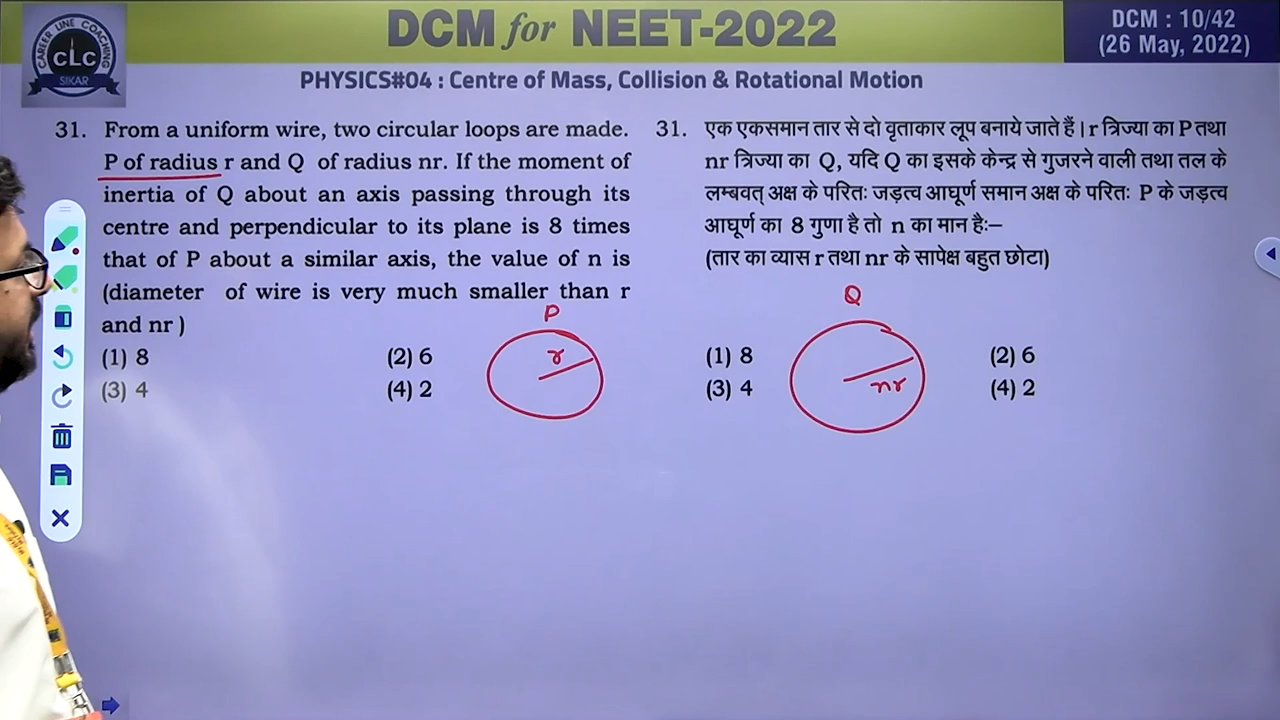 CAREER LINE COACHING
CLC
SIKAR
DCM for NEET-2022
DCM : 10/42
(26 May, 2022)
PHYSICS#04 : Centre of Mass, Collision & Rotational Motion
31. From a uniform wire, two circular loops are made.
P of radius r and Q of radius nr. If the moment of
inertia of Q about an axis passing through its
centre and perpendicular to its plane is 8 times
that of P about a similar axis, the value of n is
(diameter of wire is very much smaller than r
and nr )
(1) 8 (2) 6
(3) 4 (4) 2
P
r
31. एक एकसमान तार से दो वृताकार लूप बनाये जाते हैं। r त्रिज्या का P तथा
nr त्रिज्या का Q, यदि Q का इसके केन्द्र से गुजरने वाली तथा तल के
लम्बवत् अक्ष के परितः जड़त्व आघूर्ण समान अक्ष के परितः P के जड़त्व
आघूर्ण का 8 गुणा है तो n का मान है:–
(तार का व्यास r तथा nr के सापेक्ष बहुत छोटा)
Q
(1) 8 (2) 6
(3) 4 (4) 2
nr